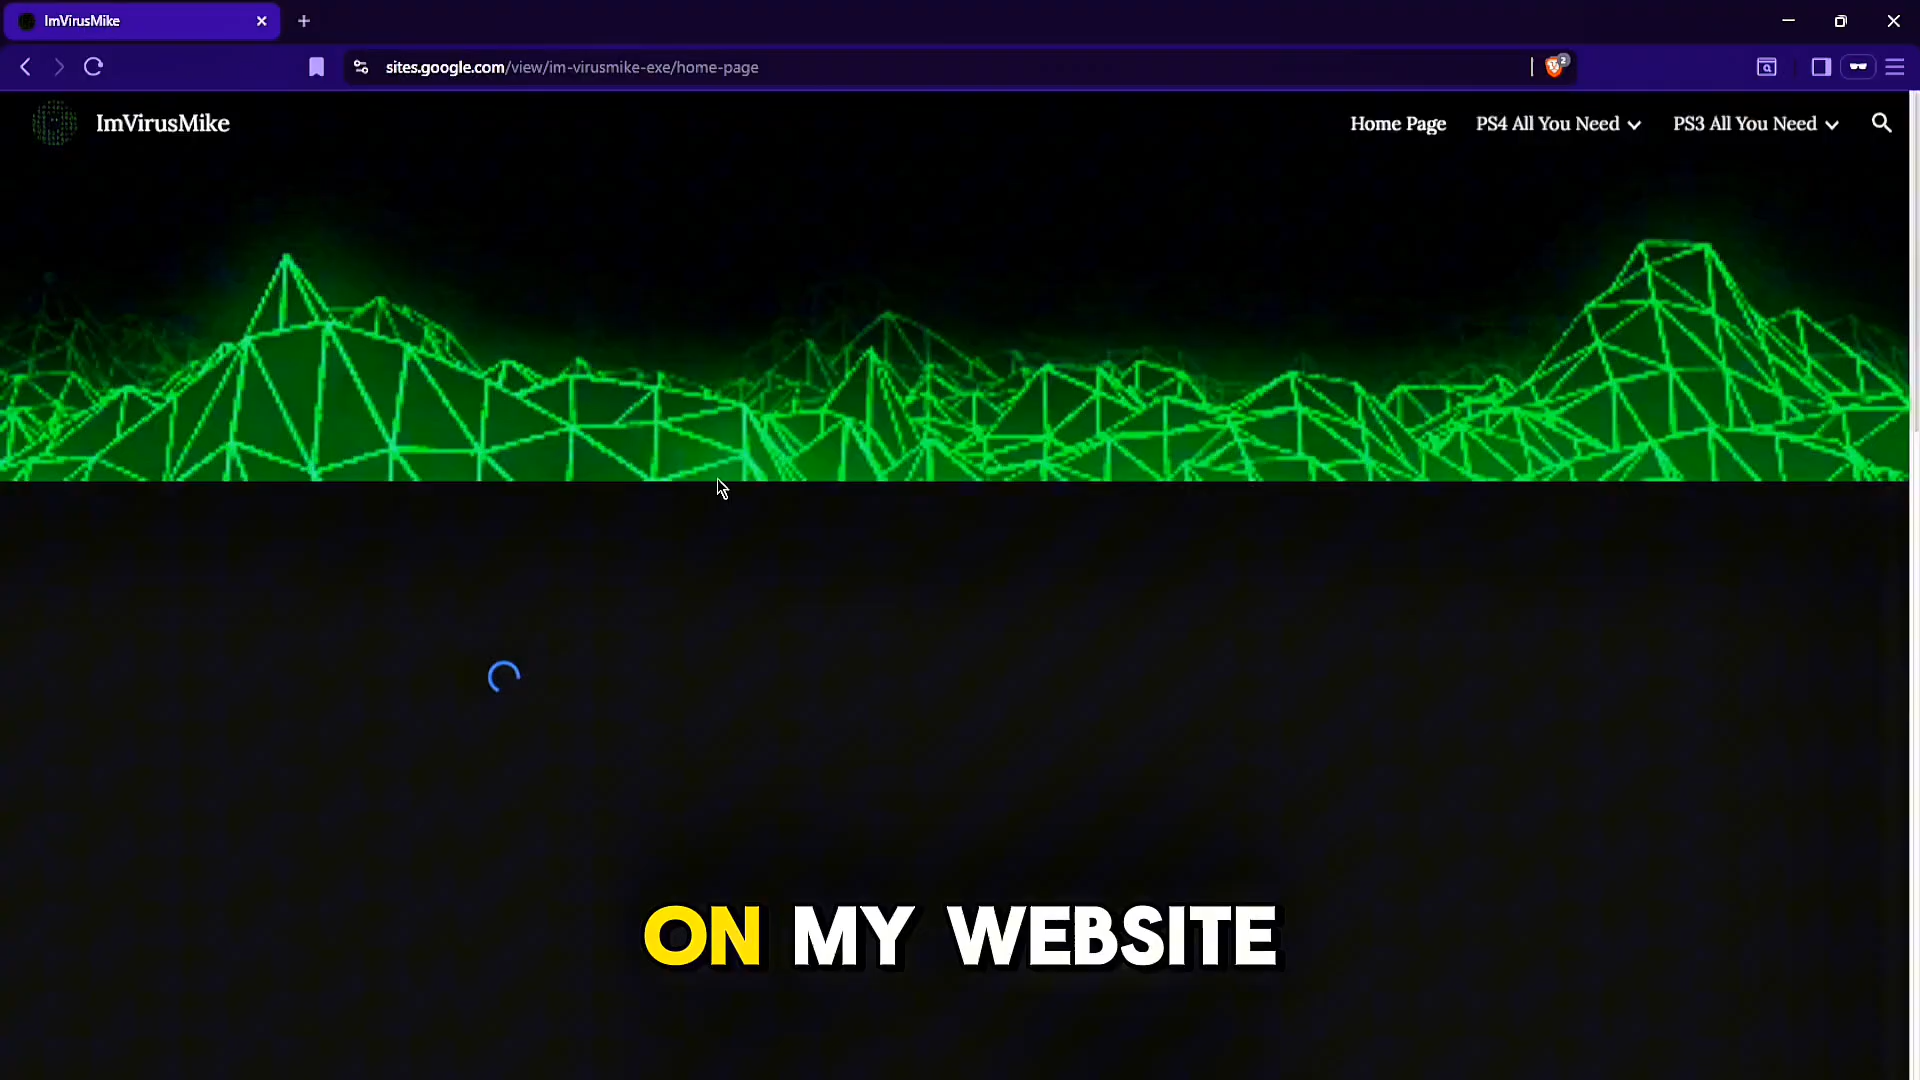 ImVirusMike
sites.google.com/view/im-virusmike-exe/home-page
2
ImVirusMike
Home Page
PS4 All You Need
PS3 All You Need
ON MY WEBSITE